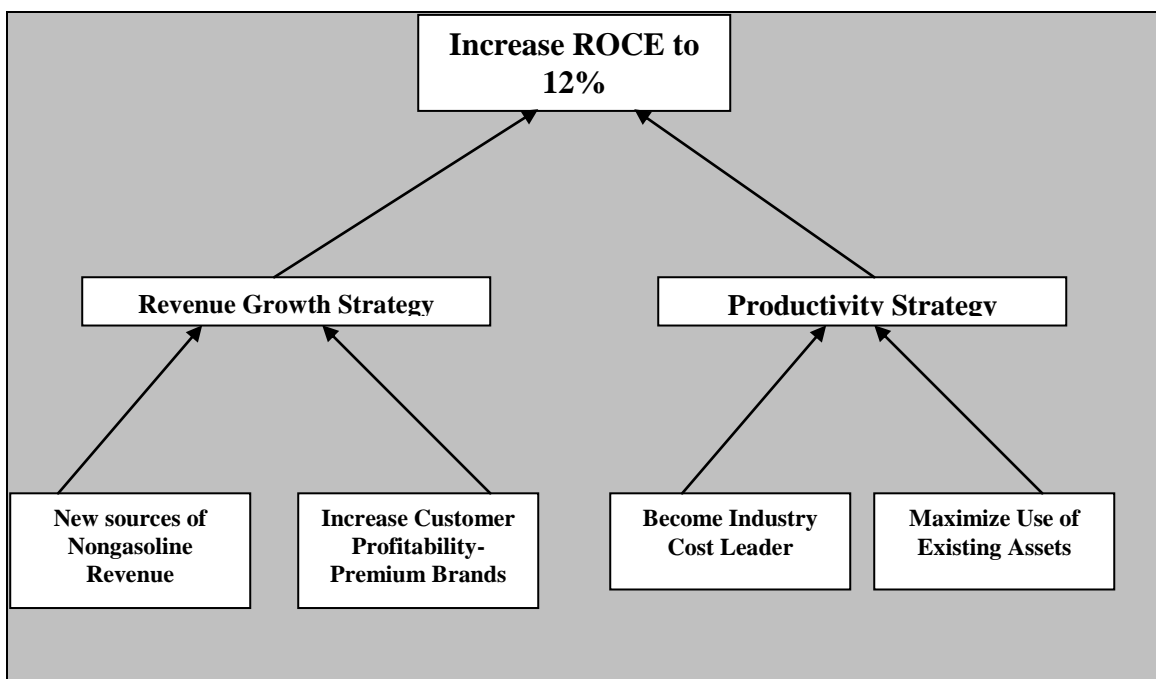 Increase ROCE to
12%
Revenue Growth Strategy
Productivity Strategy
New sources of
Nongasoline
Revenue
Increase Customer
Profitability-
Premium Brands
Become Industry
Cost Leader
Maximize Use of
Existing Assets